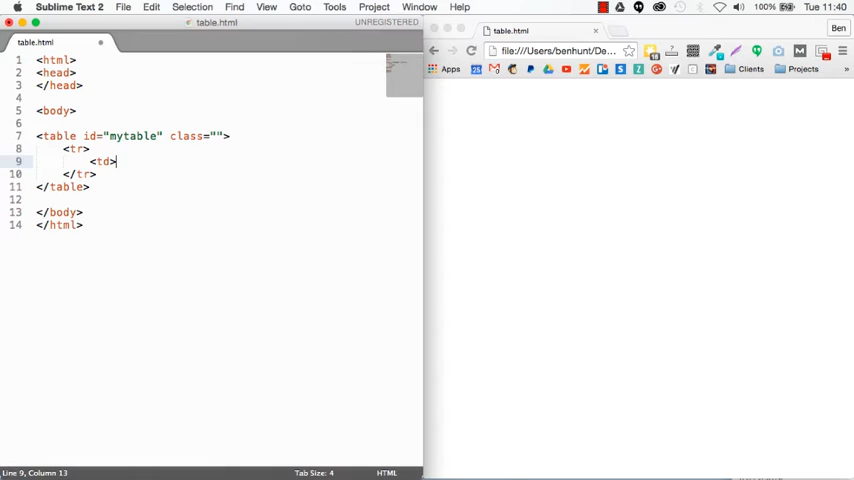 Sublime Text 2 File Edit Selection Find View Goto Tools Project Window Help 100% Tue 11:40
table.html UNREGISTERED
table.html
1 <html>
2 <head>
3 </head>
4
5 <body>
6
7 <table id="mytable" class="">
8 <tr>
9 <td>
10 </tr>
11 </table>
12
13 </body>
14 </html>
Line 9, Column 13 Tab Size: 4 HTML
table.html Ben
file:///Users/benhunt/De...
Apps Clients Projects